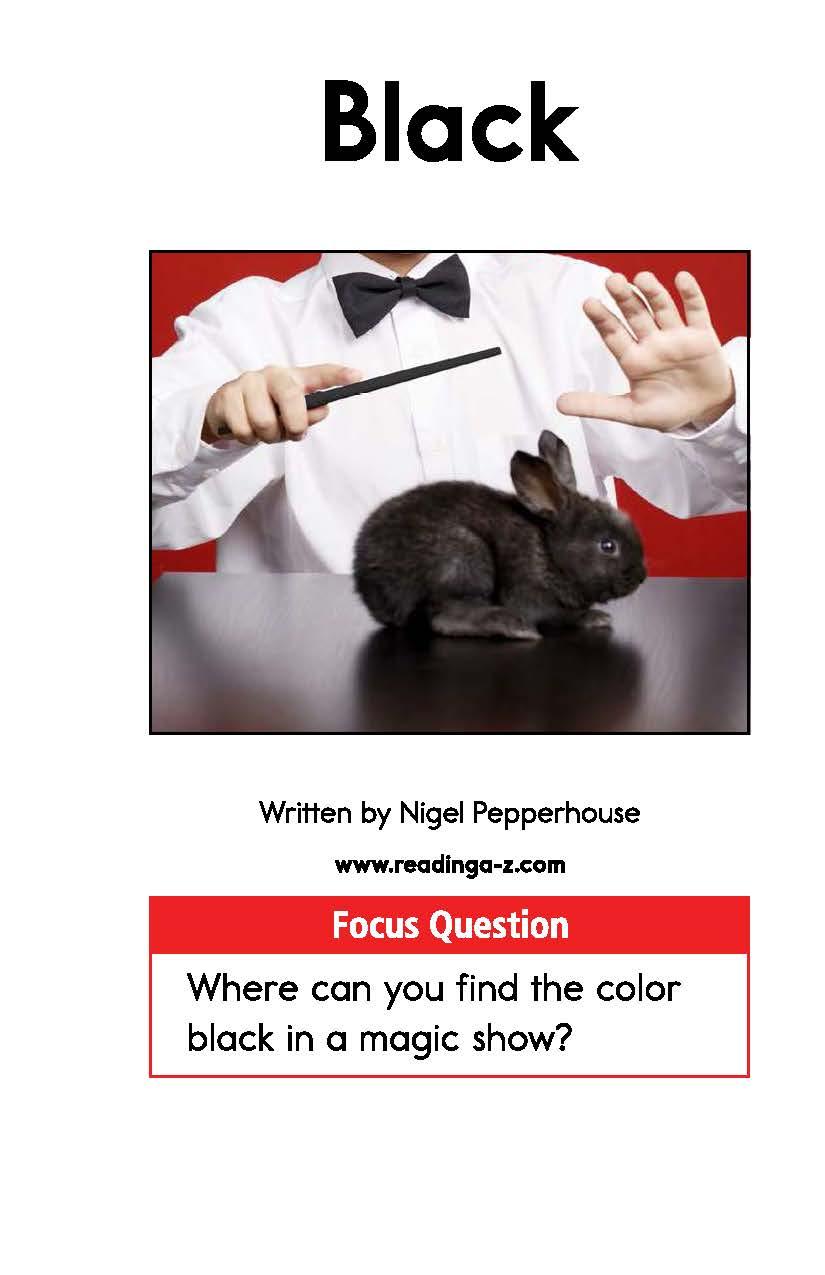 Black
Written by Nigel Pepperhouse
www.readinga-z.com
Focus Question
Where can you find the color
black in a magic show?